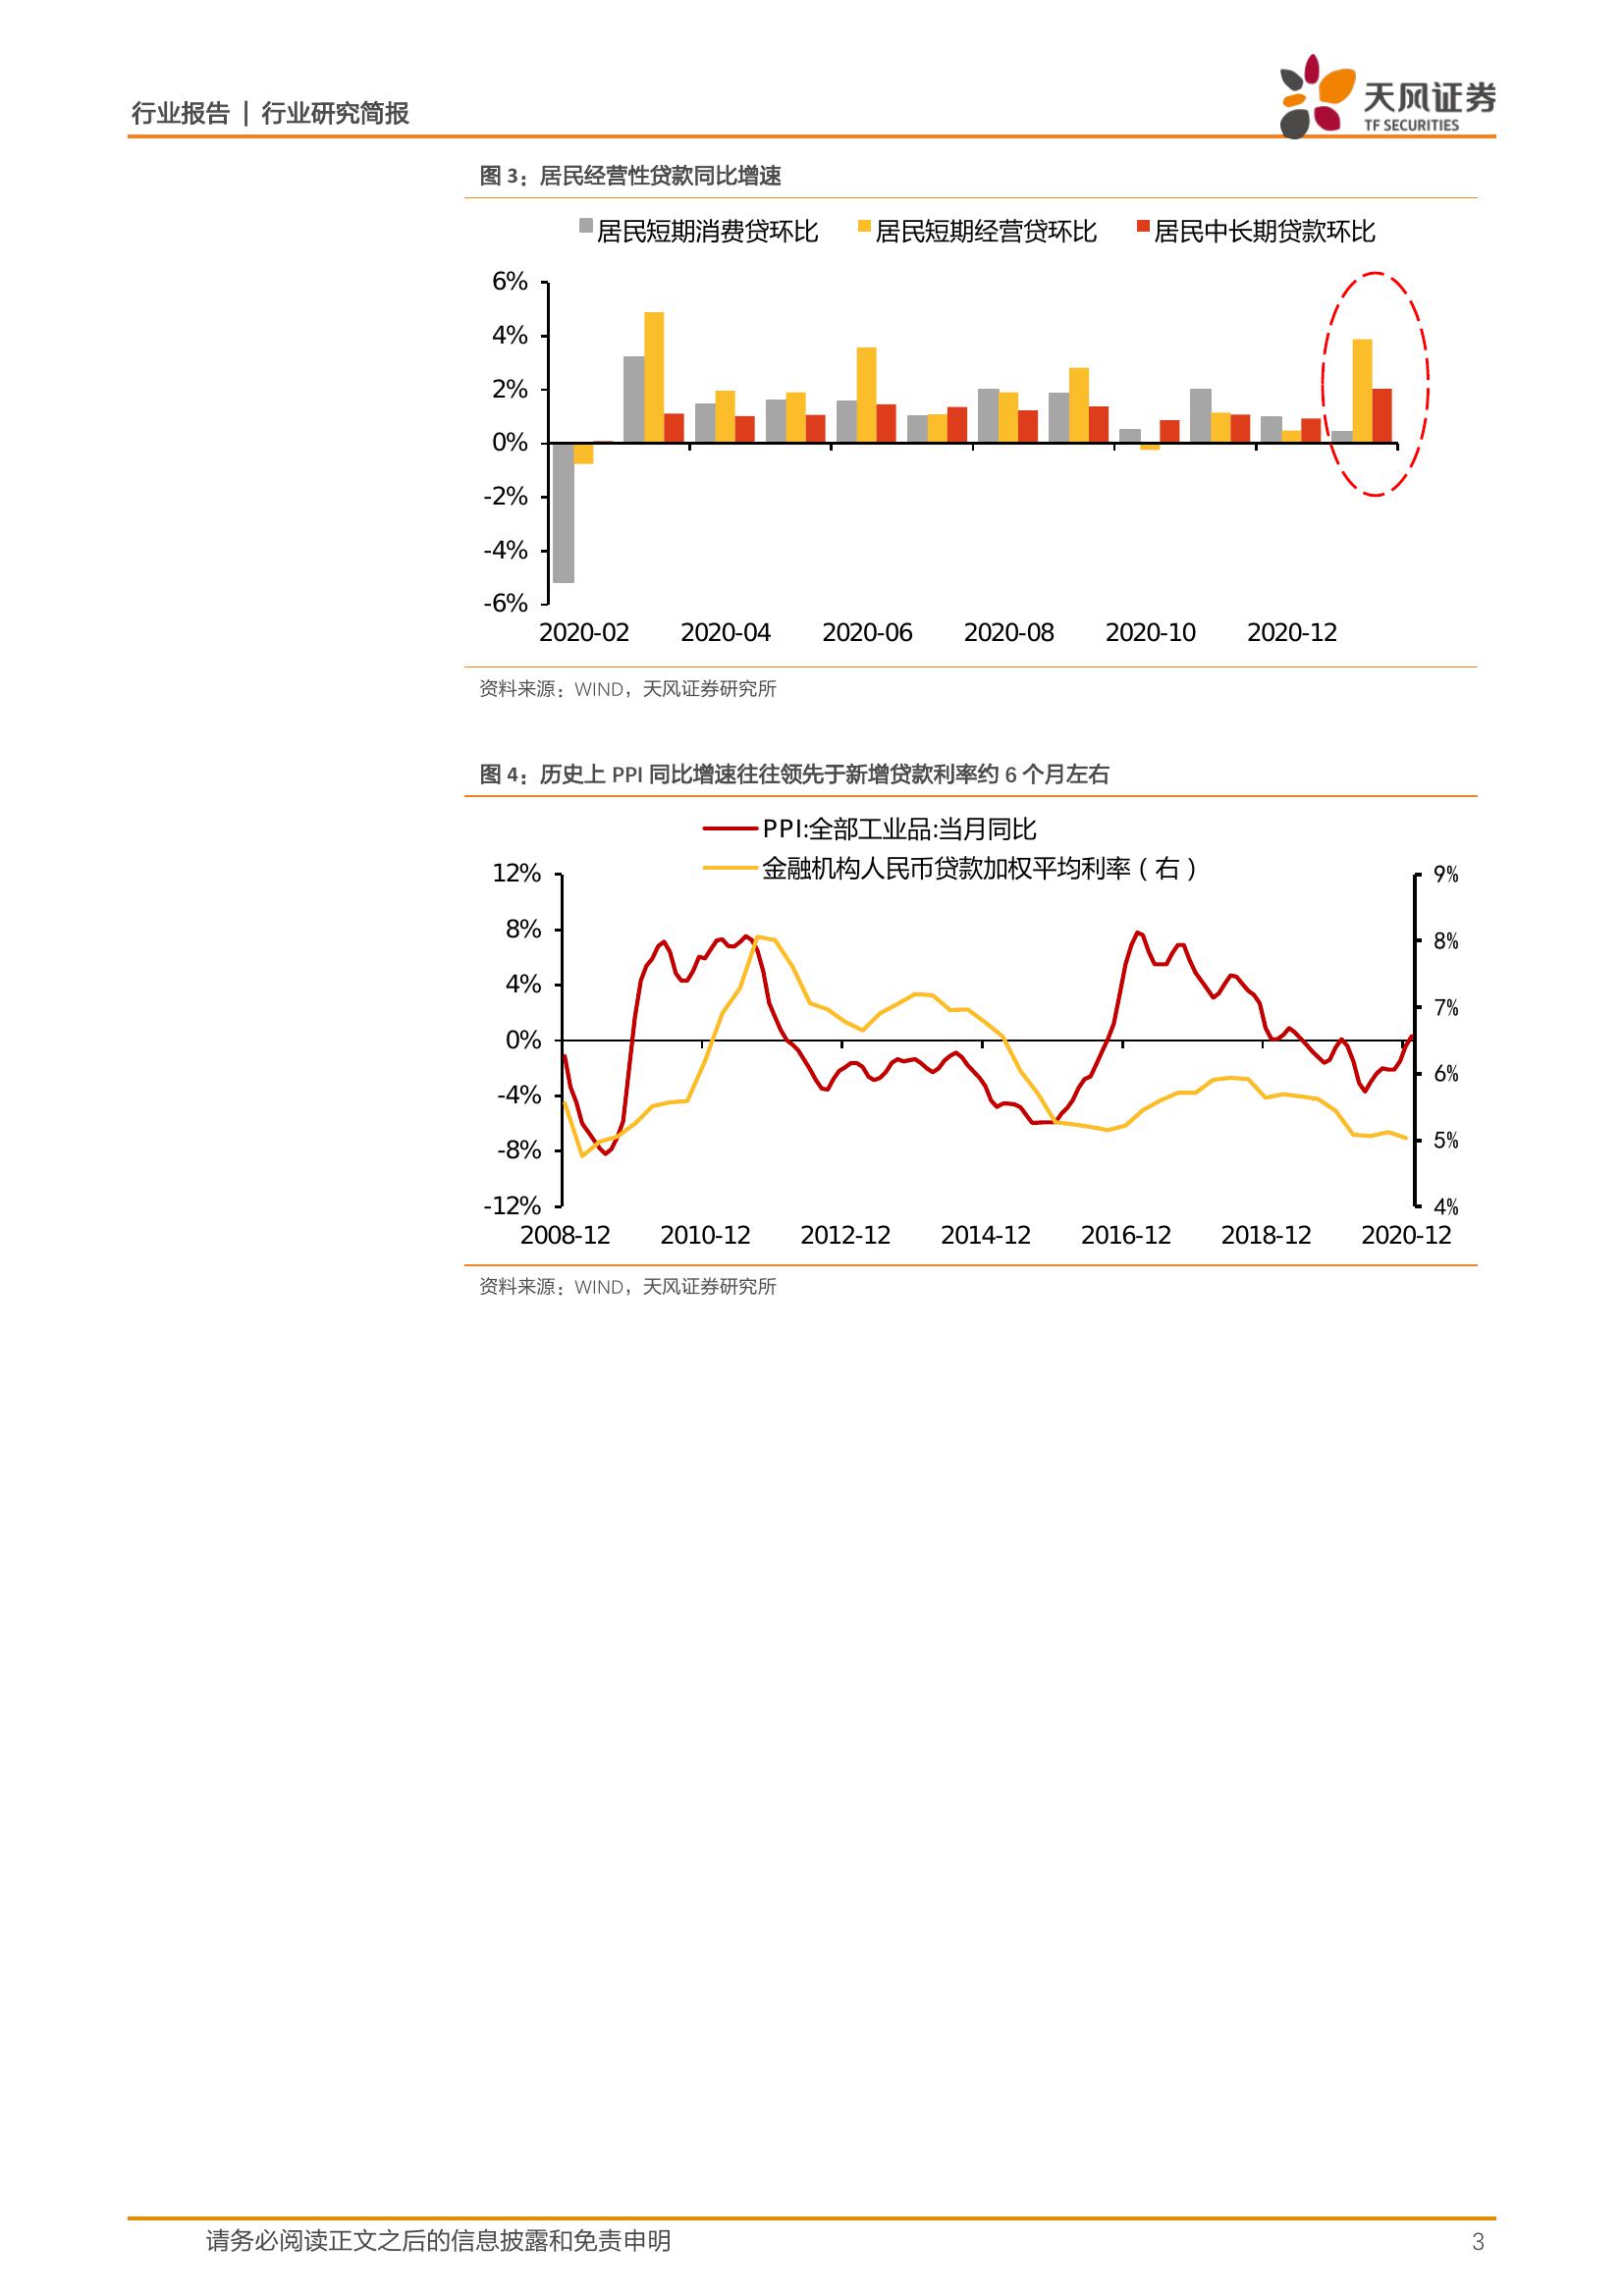 行业报告 | 行业研究简报
天风证券
TF SECURITIES
图 3：居民经营性贷款同比增速
居民短期消费贷环比 居民短期经营贷环比 居民中长期贷款环比
6%
4%
2%
0%
-2%
-4%
-6%
2020-02 2020-04 2020-06 2020-08 2020-10 2020-12
资料来源：WIND，天风证券研究所
图 4：历史上 PPI 同比增速往往领先于新增贷款利率约 6 个月左右
PPI:全部工业品:当月同比
金融机构人民币贷款加权平均利率（右）
12%
8%
4%
0%
-4%
-8%
-12%
9%
8%
7%
6%
5%
4%
2008-12 2010-12 2012-12 2014-12 2016-12 2018-12 2020-12
资料来源：WIND，天风证券研究所
请务必阅读正文之后的信息披露和免责申明 3